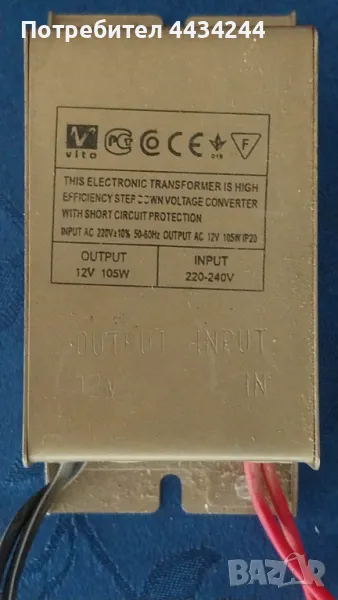 Потребител 4434244
vito
THIS ELECTRONIC TRANSFORMER IS HIGH
EFFICIENCY STEP DOWN VOLTAGE CONVERTER
WITH SHORT CIRCUIT PROTECTION
INPUT AC 220V±10% 50-60Hz OUTPUT AC 12V 105W IP20
OUTPUT INPUT
12V 105W 220-240V
OUTPUT INPUT
12V IN
BAZAR
bg